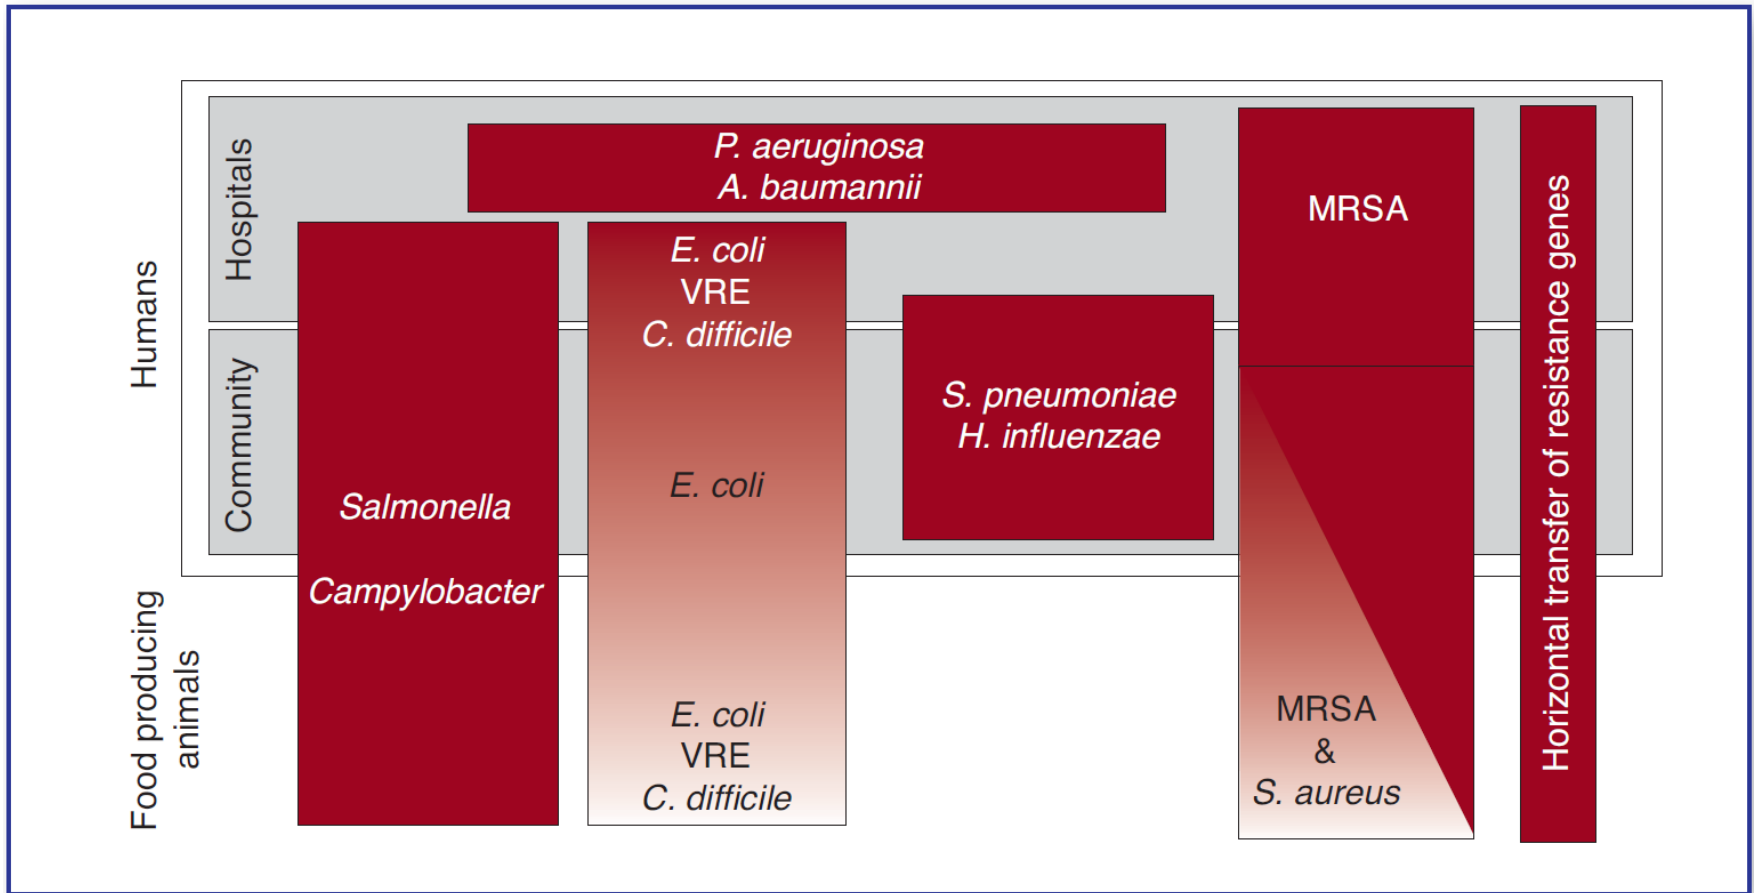 Humans
Hospitals
Community
Food producing
animals
P. aeruginosa
A. baumannii
Salmonella
Campylobacter
E. coli
VRE
C. difficile
E. coli
E. coli
VRE
C. difficile
S. pneumoniae
H. influenzae
MRSA
MRSA
&
S. aureus
Horizontal transfer of resistance genes